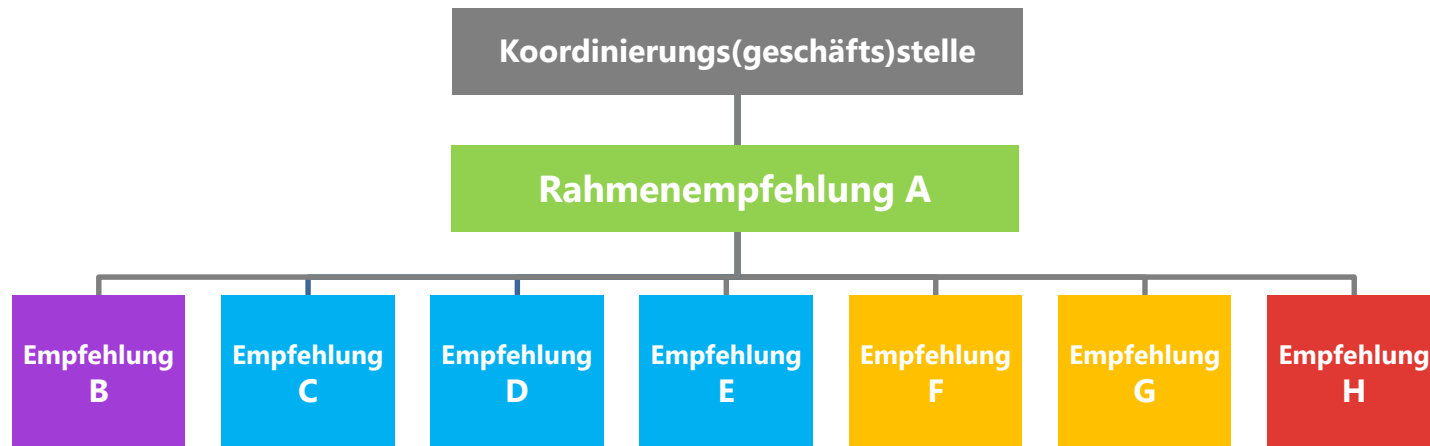 Koordinierungs(geschäfts)stelle
Rahmenempfehlung A
Empfehlung
B
Empfehlung
C
Empfehlung
D
Empfehlung
E
Empfehlung
F
Empfehlung
G
Empfehlung
H